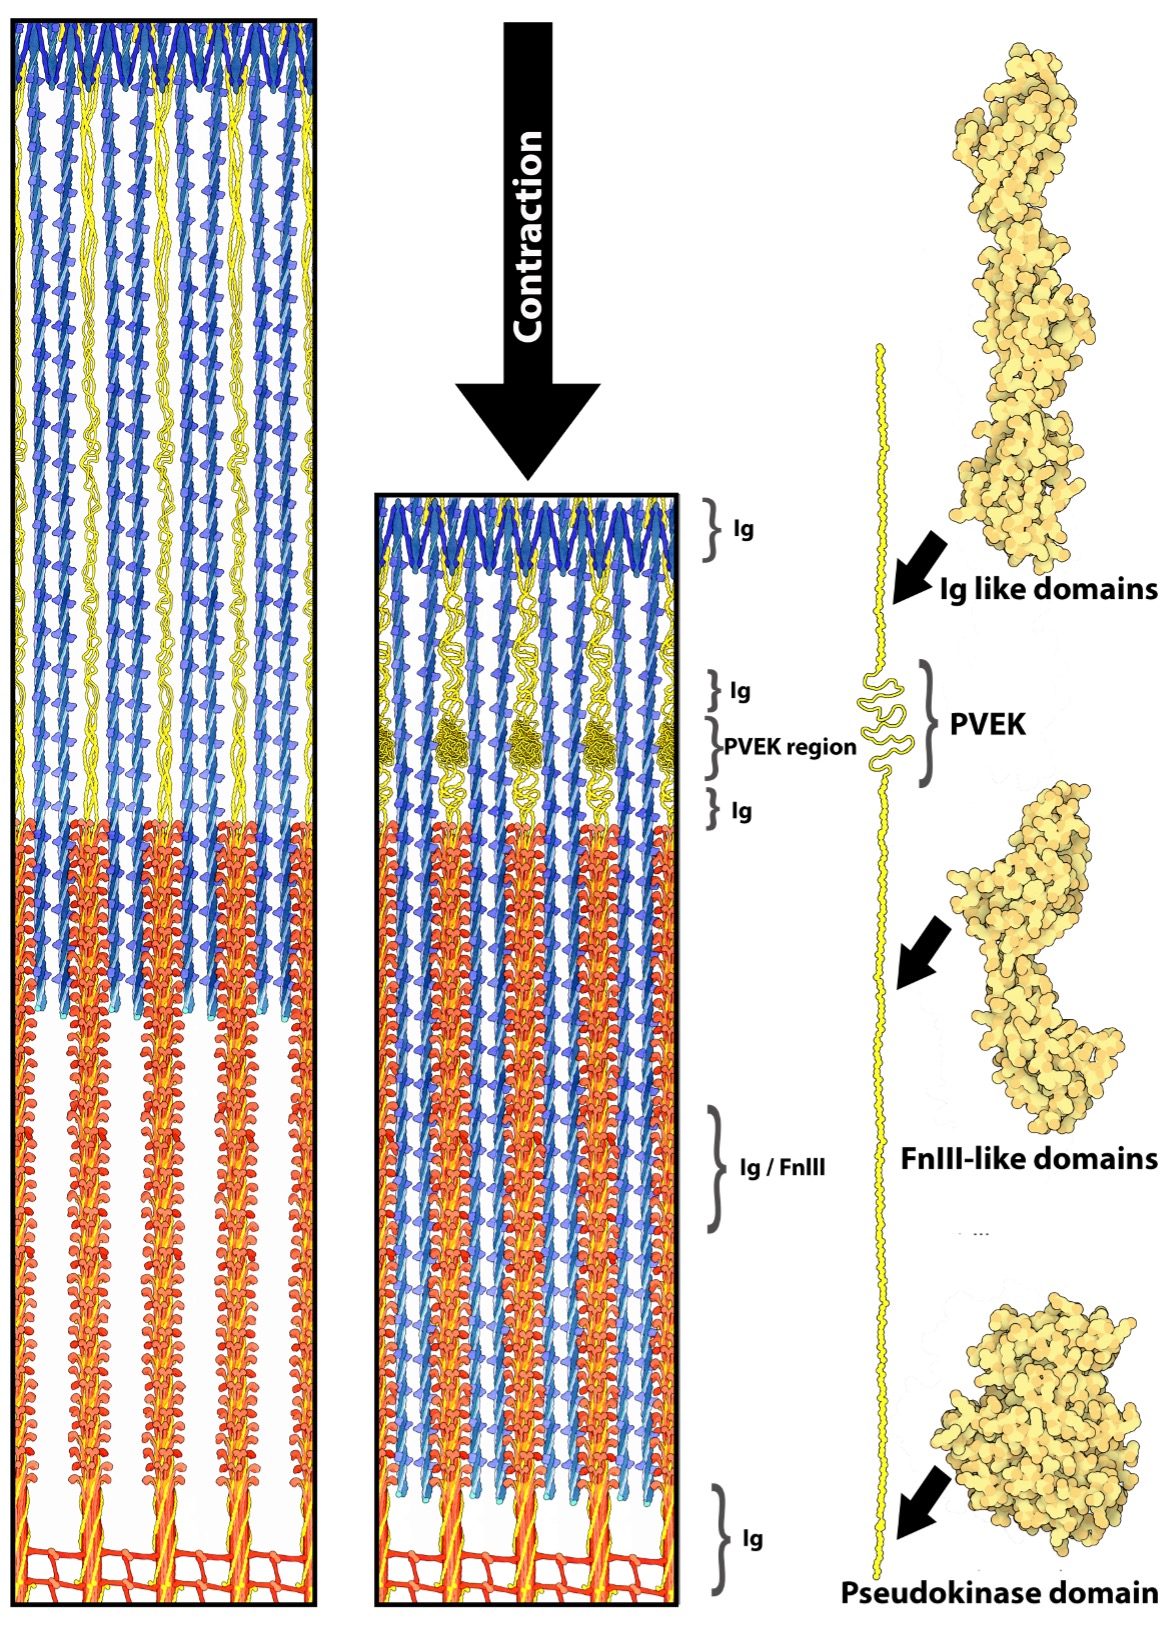 Contraction
Ig
Ig like domains
Ig
PVEK region
PVEK
Ig
FnIII-like domains
Ig / FnIII
Ig
Pseudokinase domain